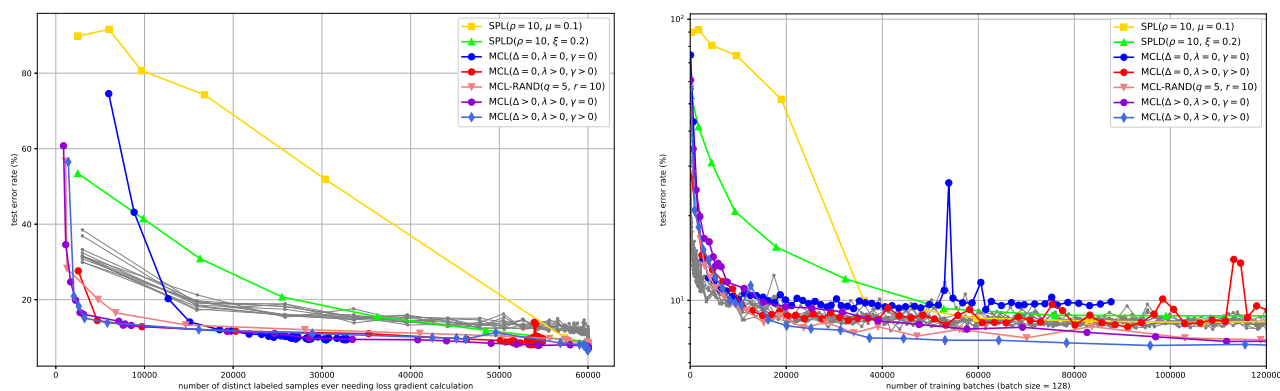 SPL(ρ = 10, μ = 0.1)
SPLD(ρ = 10, ξ = 0.2)
MCL(Δ = 0, λ = 0, γ = 0)
MCL(Δ = 0, λ > 0, γ > 0)
MCL-RAND(q = 5, r = 10)
MCL(Δ > 0, λ > 0, γ = 0)
MCL(Δ > 0, λ > 0, γ > 0)
80
60
40
20
test error rate (%)
0 10000 20000 30000 40000 50000 60000
number of distinct labeled samples ever needing loss gradient calculation
SPL(ρ = 10, μ = 0.1)
SPLD(ρ = 10, ξ = 0.2)
MCL(Δ = 0, λ = 0, γ = 0)
MCL(Δ = 0, λ > 0, γ > 0)
MCL-RAND(q = 5, r = 10)
MCL(Δ > 0, λ > 0, γ = 0)
MCL(Δ > 0, λ > 0, γ > 0)
10²
10¹
test error rate (%)
0 20000 40000 60000 80000 100000 120000
number of training batches (batch size = 128)